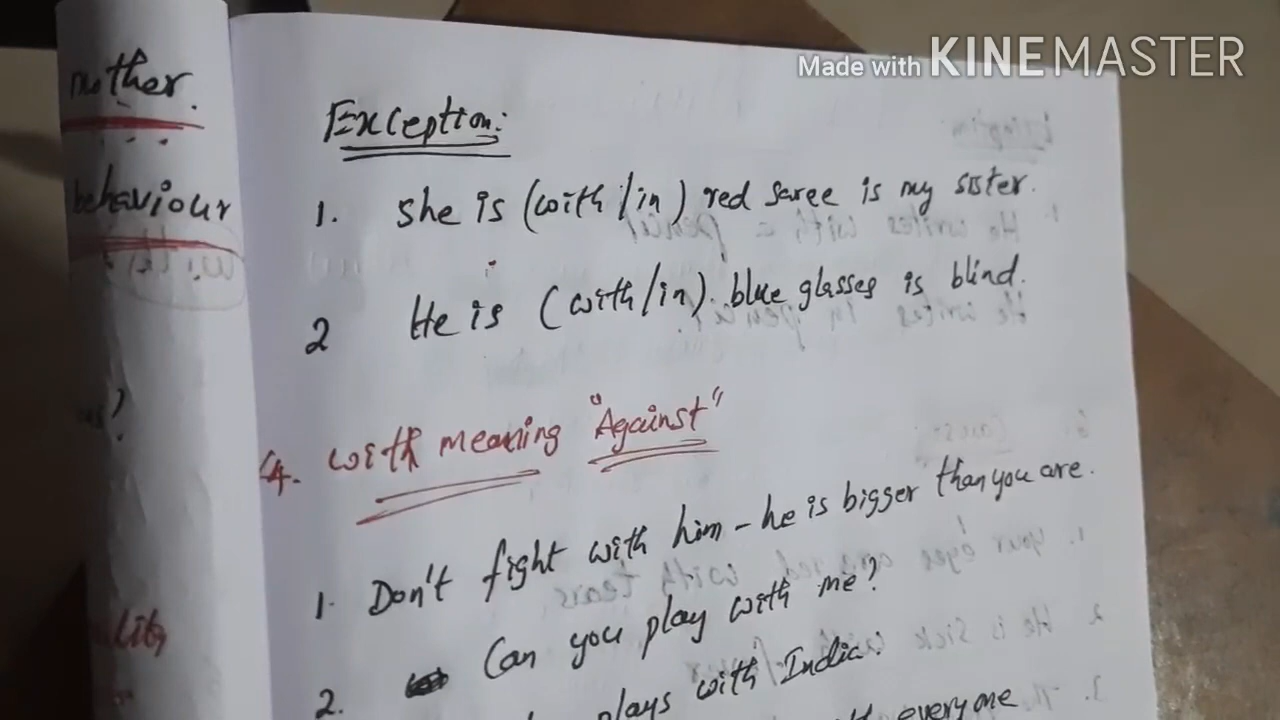 Made with KINEMASTER
mother.
behaviour
Exception:
1. She is (with/in) red saree is my sister.
2 He is (with/in). blue glasses is blind.
4. with meaning "Against"
1. Don't fight with him - he is bigger than you are.
2. Can you play with me?
plays with India.
everyone